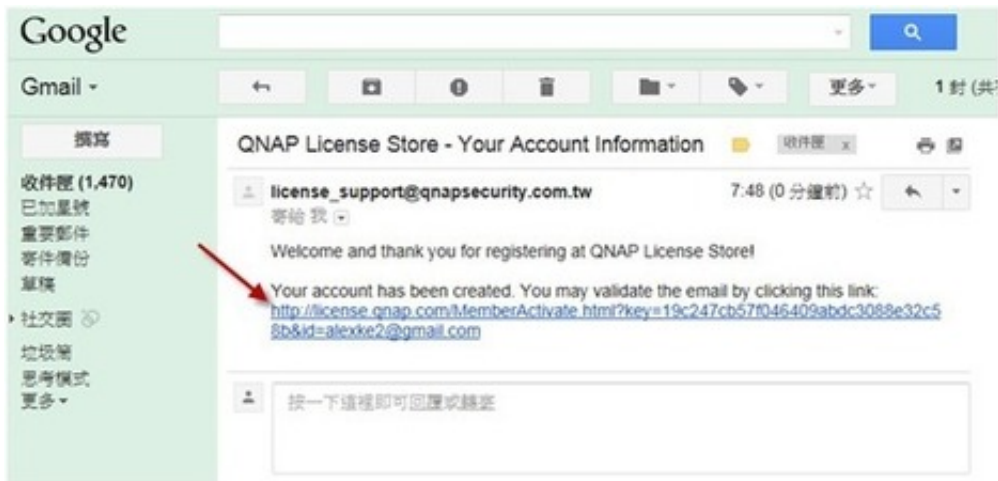 Google
Gmail
更多
1 封 (共
撰寫
QNAP License Store - Your Account Information
收件匣 x
收件匣 (1,470)
已加星號
重要郵件
寄件備份
草稿
社交圈
垃圾筒
思考模式
更多
license_support@qnapsecurity.com.tw
7:48 (0 分鐘前)
寄給 我
Welcome and thank you for registering at QNAP License Store!
Your account has been created. You may validate the email by clicking this link:
http://license.qnap.com/MemberActivate.html?key=19c247cb57f046409abdc3088e32c5
8b&id=alexke2@gmail.com
按一下這裡即可回覆或轉寄